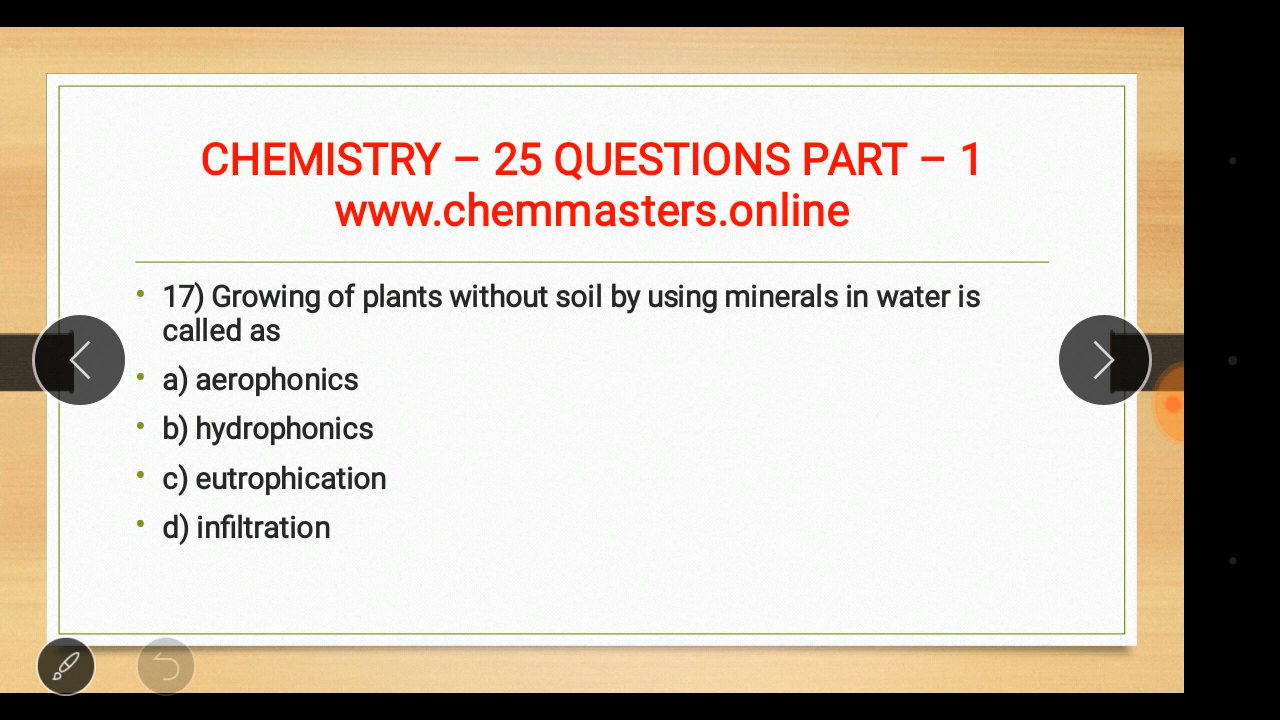 CHEMISTRY – 25 QUESTIONS PART – 1
www.chemmasters.online
• 17) Growing of plants without soil by using minerals in water is
called as
• a) aerophonics
• b) hydrophonics
• c) eutrophication
• d) infiltration